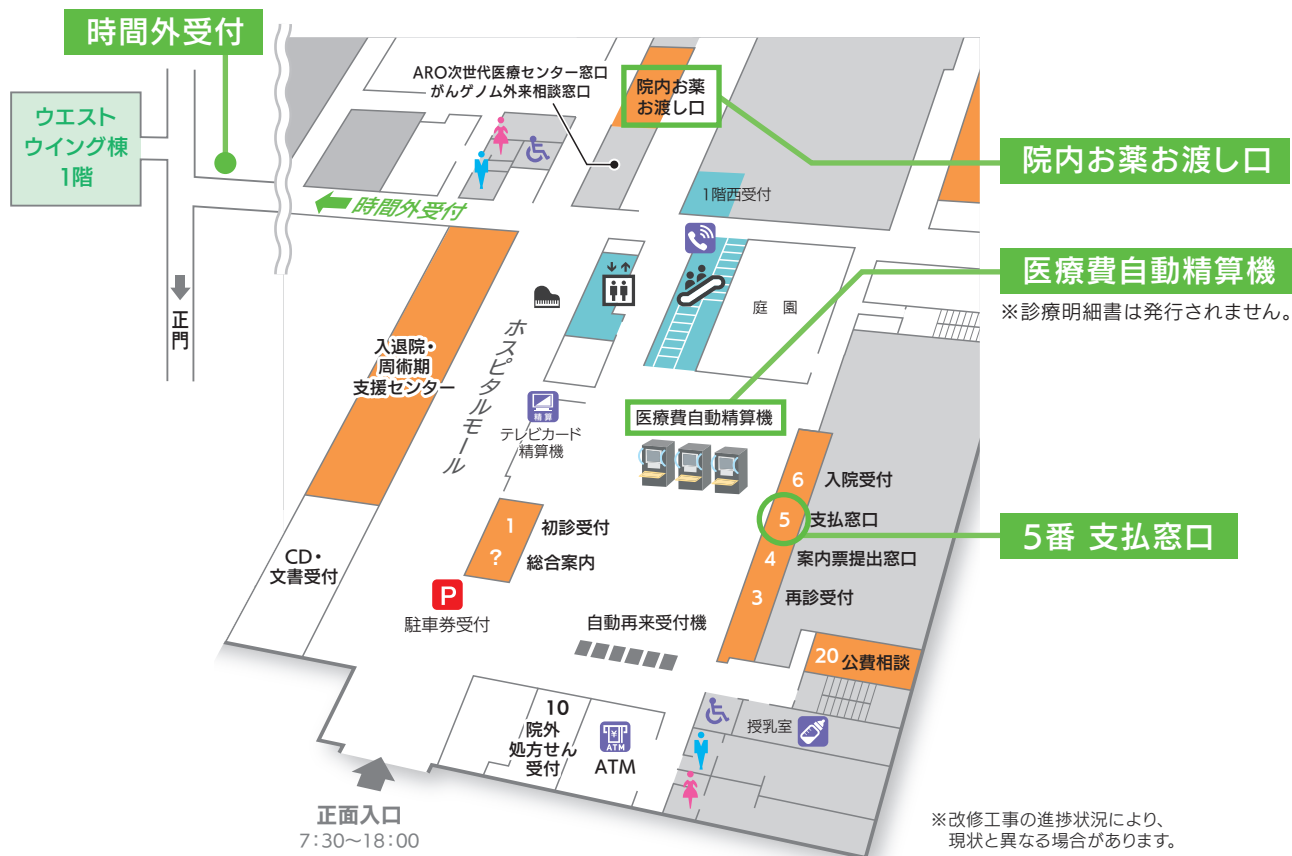 時間外受付
ウエスト
ウイング棟
1階
正門
ARO次世代医療センター窓口
がんゲノム外来相談窓口
院内お薬
お渡し口
院内お薬お渡し口
1階西受付
時間外受付
医療費自動精算機
※診療明細書は発行されません。
庭 園
入退院・
周術期
支援センター
ホスピタルモール
精算
テレビカード
精算機
医療費自動精算機
6 入院受付
5 支払窓口
5番 支払窓口
4 案内票提出窓口
3 再診受付
1 初診受付
? 総合案内
CD・
文書受付
P
駐車券受付
自動再来受付機
20 公費相談
10
院外
処方せん
受付
¥
ATM
ATM
授乳室
正面入口
7:30~18:00
※改修工事の進捗状況により、
現状と異なる場合があります。